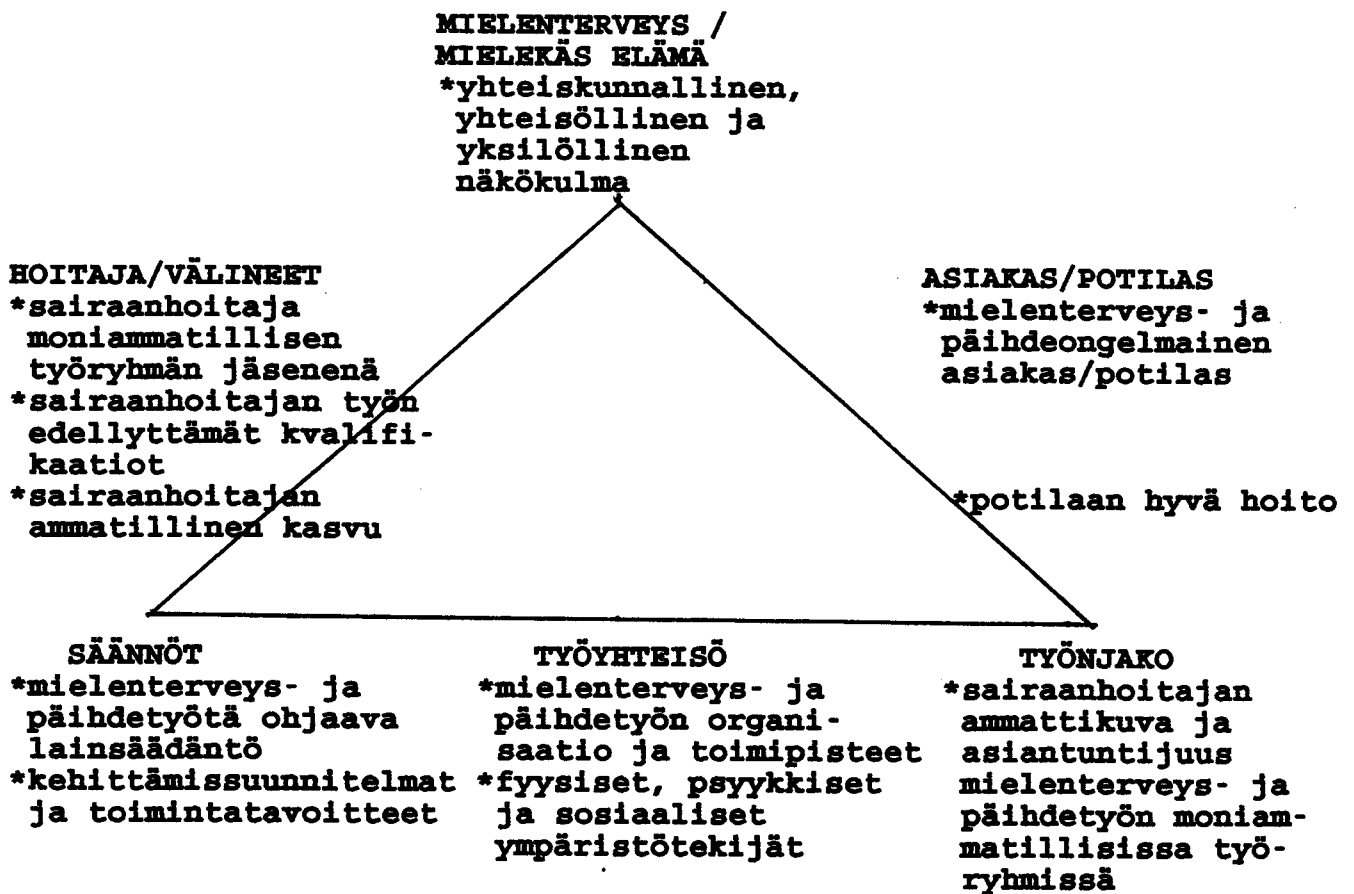 MIELENTERVEYS /
MIELEKÄS ELÄMÄ
*yhteiskunnallinen,
yhteisöllinen ja
yksilöllinen
näkökulma
HOITAJA/VÄLINEET
*sairaanhoitaja
moniammatillisen
työryhmän jäsenenä
*sairaanhoitajan työn
edellyttämät kvalifi-
kaatiot
*sairaanhoitajan
ammatillinen kasvu
ASIAKAS/POTILAS
*mielenterveys- ja
päihdeongelmainen
asiakas/potilas
*potilaan hyvä hoito
SÄÄNNÖT
*mielenterveys- ja
päihdetyötä ohjaava
lainsäädäntö
*kehittämissuunnitelmat
ja toimintatavoitteet
TYÖYHTEISÖ
*mielenterveys- ja
päihdetyön organi-
saatio ja toimipisteet
*fyysiset, psyykkiset
ja sosiaaliset
ympäristötekijät
TYÖNJAKO
*sairaanhoitajan
ammattikuva ja
asiantuntijuus
mielenterveys- ja
päihdetyön moniam-
matillisissa työ-
ryhmissä